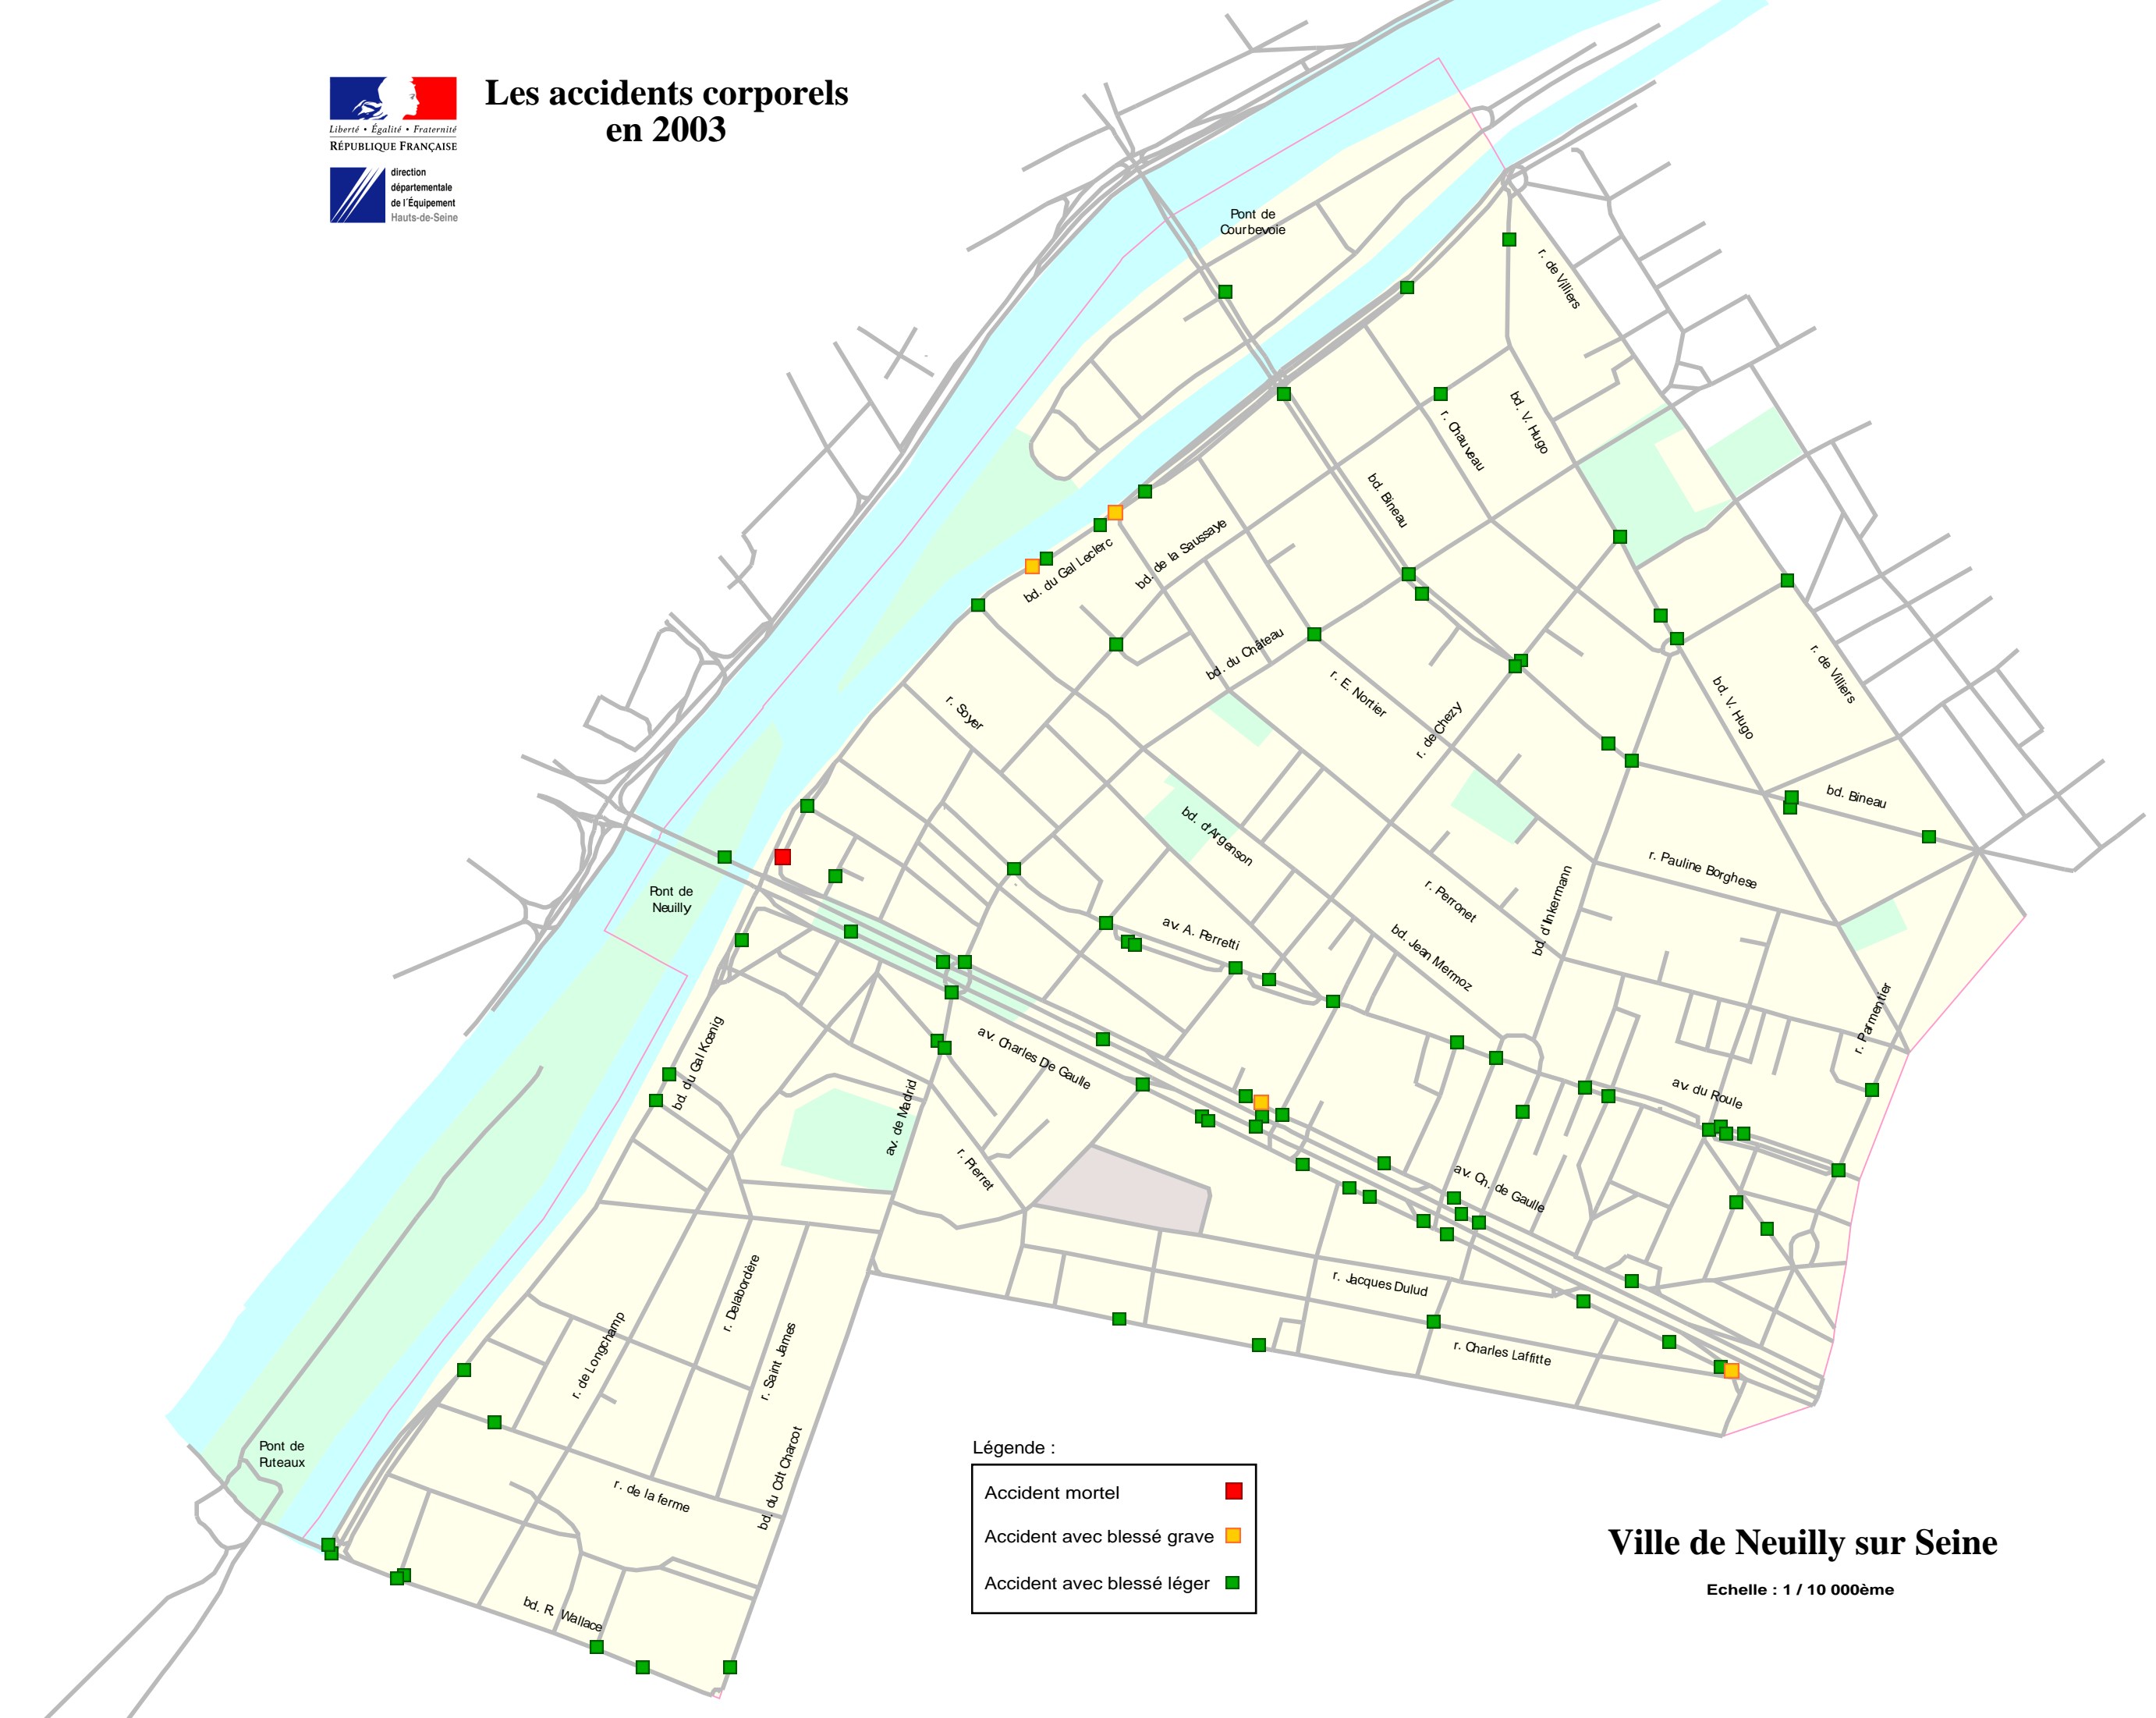 Les accidents corporels
en 2003
Liberté • Égalité • Fraternité
RÉPUBLIQUE FRANÇAISE
direction
départementale
de l'Équipement
Hauts-de-Seine
Pont de
Courbevoie
r. de Villiers
bd. V. Hugo
r. Chauveau
bd. Bineau
bd. de la Saussaye
bd. du Gal Leclerc
bd. du Château
r. E. Nortier
r. de Chezy
r. Soyer
bd. V. Hugo
r. de Villiers
bd. Bineau
bd. d'Argenson
r. Pauline Borghese
r. Perronet
bd. d'Inkermann
Pont de
Neuilly
av. A. Perretti
bd. Jean Mermoz
r. Parmentier
bd. du Gal Kœnig
av. Charles De Gaulle
av. du Roule
av. de Madrid
r. Pierret
av. Ch. de Gaulle
r. Delabordère
r. Jacques Dulud
r. de Longchamp
r. Saint James
r. Charles Laffitte
Pont de
Puteaux
r. de la ferme
bd. du Cdt Charcot
bd. R. Wallace
Légende :
Accident mortel
Accident avec blessé grave
Accident avec blessé léger
Ville de Neuilly sur Seine
Echelle : 1 / 10 000ème